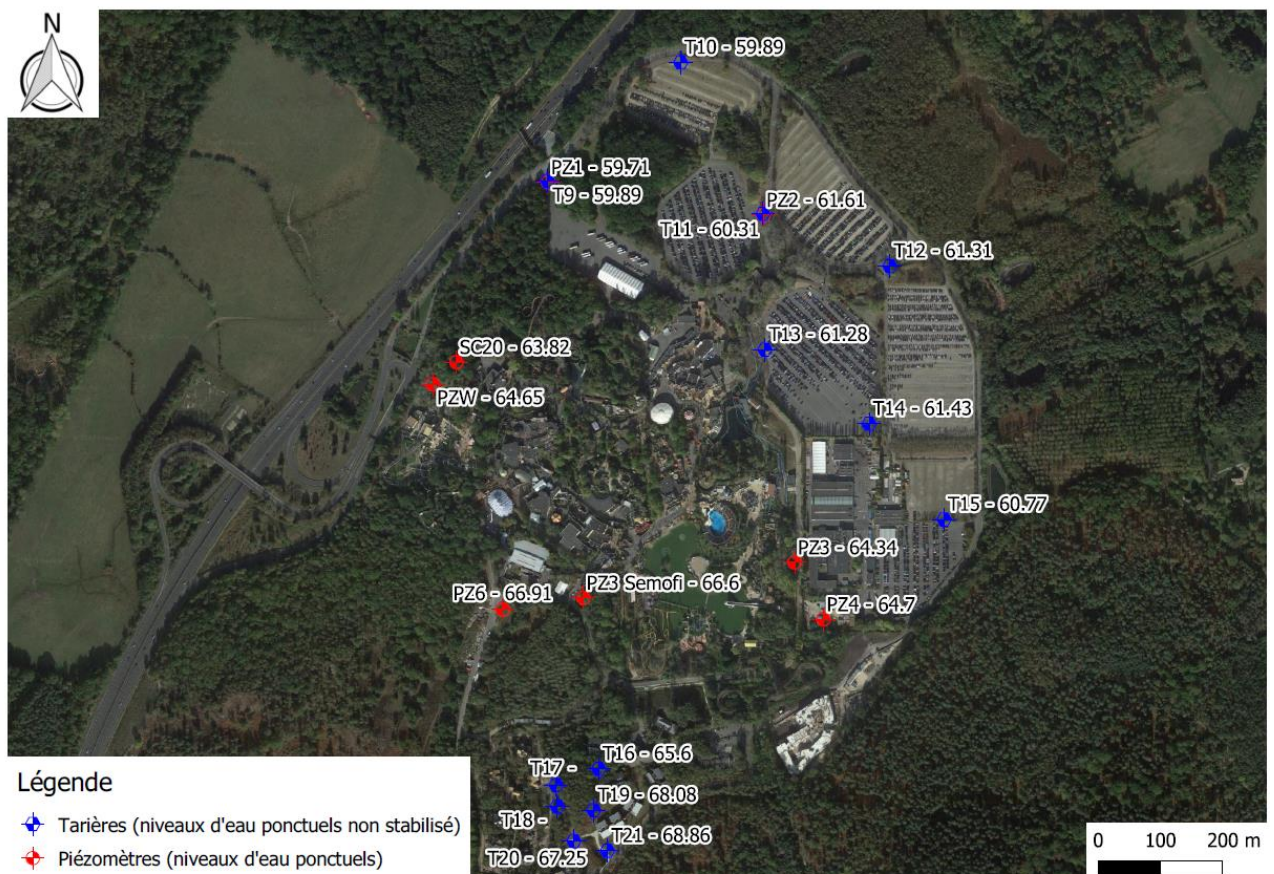 N
T10 - 59.89
PZ1 - 59.71
T9 - 59.89
PZ2 - 61.61
T11 - 60.31
T12 - 61.31
T13 - 61.28
SC20 - 63.82
PZW - 64.65
T14 - 61.43
T15 - 60.77
PZ3 - 64.34
PZ3 Semofi - 66.6
PZ6 - 66.91
PZ4 - 64.7
T16 - 65.6
T17 -
T19 - 68.08
T18 -
T21 - 68.86
T20 - 67.25
Légende
Tarières (niveaux d'eau ponctuels non stabilisé)
Piézomètres (niveaux d'eau ponctuels)
0 100 200 m